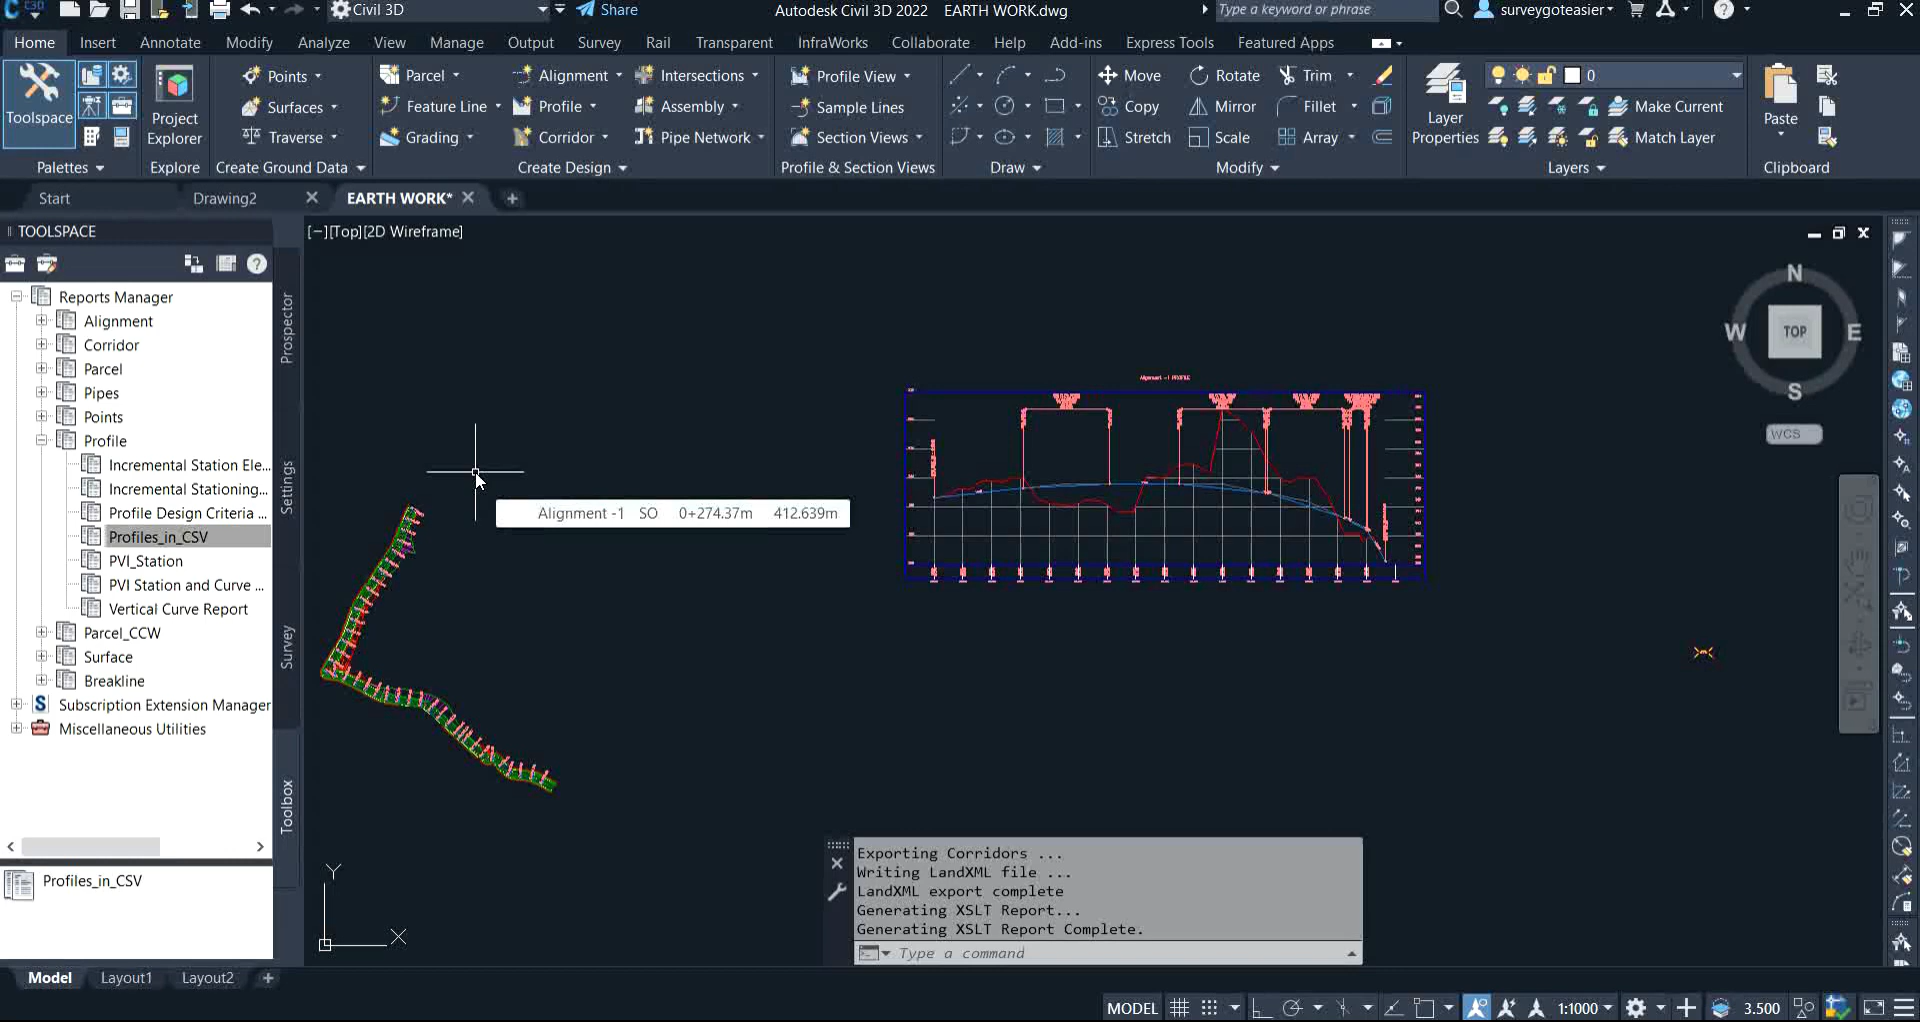 C3D
Civil 3D
Share
Autodesk Civil 3D 2022 EARTH WORK.dwg
Type a keyword or phrase
surveygoteasier
Home Insert Annotate Modify Analyze View Manage Output Survey Rail Transparent InfraWorks Collaborate Help Add-ins Express Tools Featured Apps
Toolspace
Project Explorer
Points
Surfaces
Traverse
Parcel
Feature Line
Grading
Alignment
Profile
Corridor
Intersections
Assembly
Pipe Network
Profile View
Sample Lines
Section Views
Move
Copy
Stretch
Rotate
Mirror
Scale
Trim
Fillet
Array
Layer Properties
0
Make Current
Match Layer
Paste
Palettes Explore Create Ground Data Create Design Profile & Section Views Draw Modify Layers Clipboard
Start Drawing2 EARTH WORK*
TOOLSPACE
[−][Top][2D Wireframe]
Reports Manager
Alignment
Corridor
Parcel
Pipes
Points
Profile
Incremental Station Ele...
Incremental Stationing...
Profile Design Criteria ...
Profiles_in_CSV
PVI_Station
PVI Station and Curve ...
Vertical Curve Report
Parcel_CCW
Surface
Breakline
Subscription Extension Manager
Miscellaneous Utilities
Prospector
Settings
Survey
Toolbox
Profiles_in_CSV
Alignment -1 SO 0+274.37m 412.639m
Alignment -1 PROFILE
N
W TOP E
S
WCS
Y
X
Exporting Corridors ...
Writing LandXML file ...
LandXML export complete
Generating XSLT Report...
Generating XSLT Report Complete.
Type a command
Model Layout1 Layout2
MODEL 1:1000 3.500